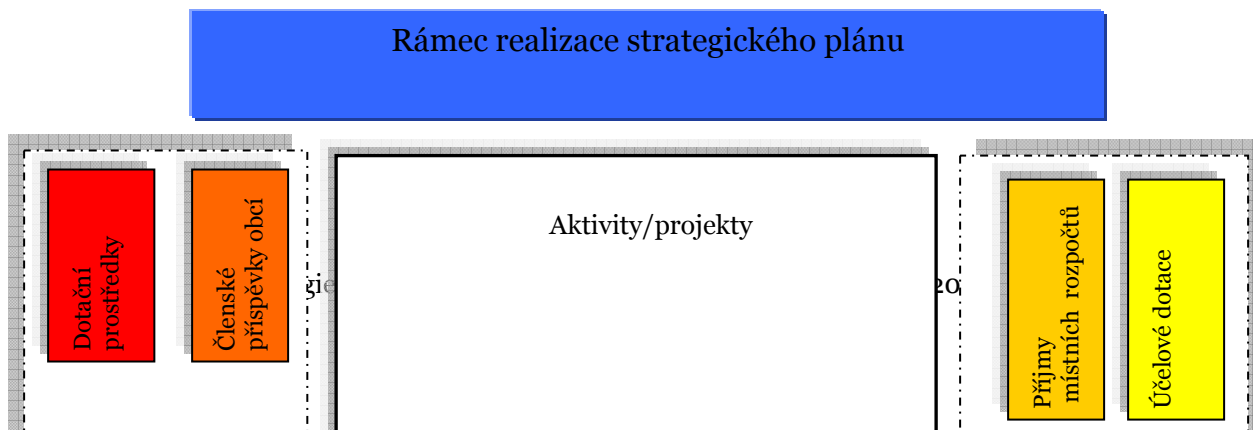 Rámec realizace strategického plánu
Aktivity/projekty
Dotační
prostředky
Členské
příspěvky obcí
Příjmy
místních rozpočtů
Účelové dotace